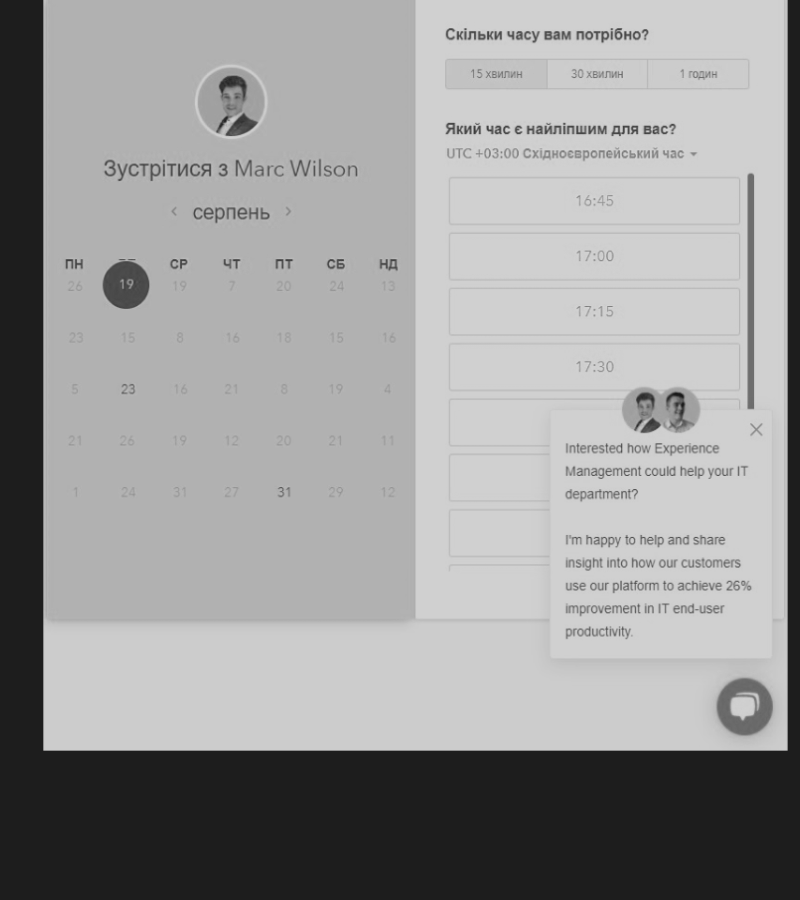 Зустрітися з Marc Wilson
серпень
ПН СР ЧТ ПТ СБ НД
26 19 19 7 20 24 13
23 15 8 16 18 15 16
5 23 16 21 8 19 4
21 26 19 12 20 21 11
1 24 31 27 31 29 12
Скільки часу вам потрібно?
15 хвилин 30 хвилин 1 годин
Який час є найліпшим для вас?
UTC +03:00 Східноєвропейський час
16:45
17:00
17:15
17:30
Interested how Experience
Management could help your IT
department?
I'm happy to help and share
insight into how our customers
use our platform to achieve 26%
improvement in IT end-user
productivity.